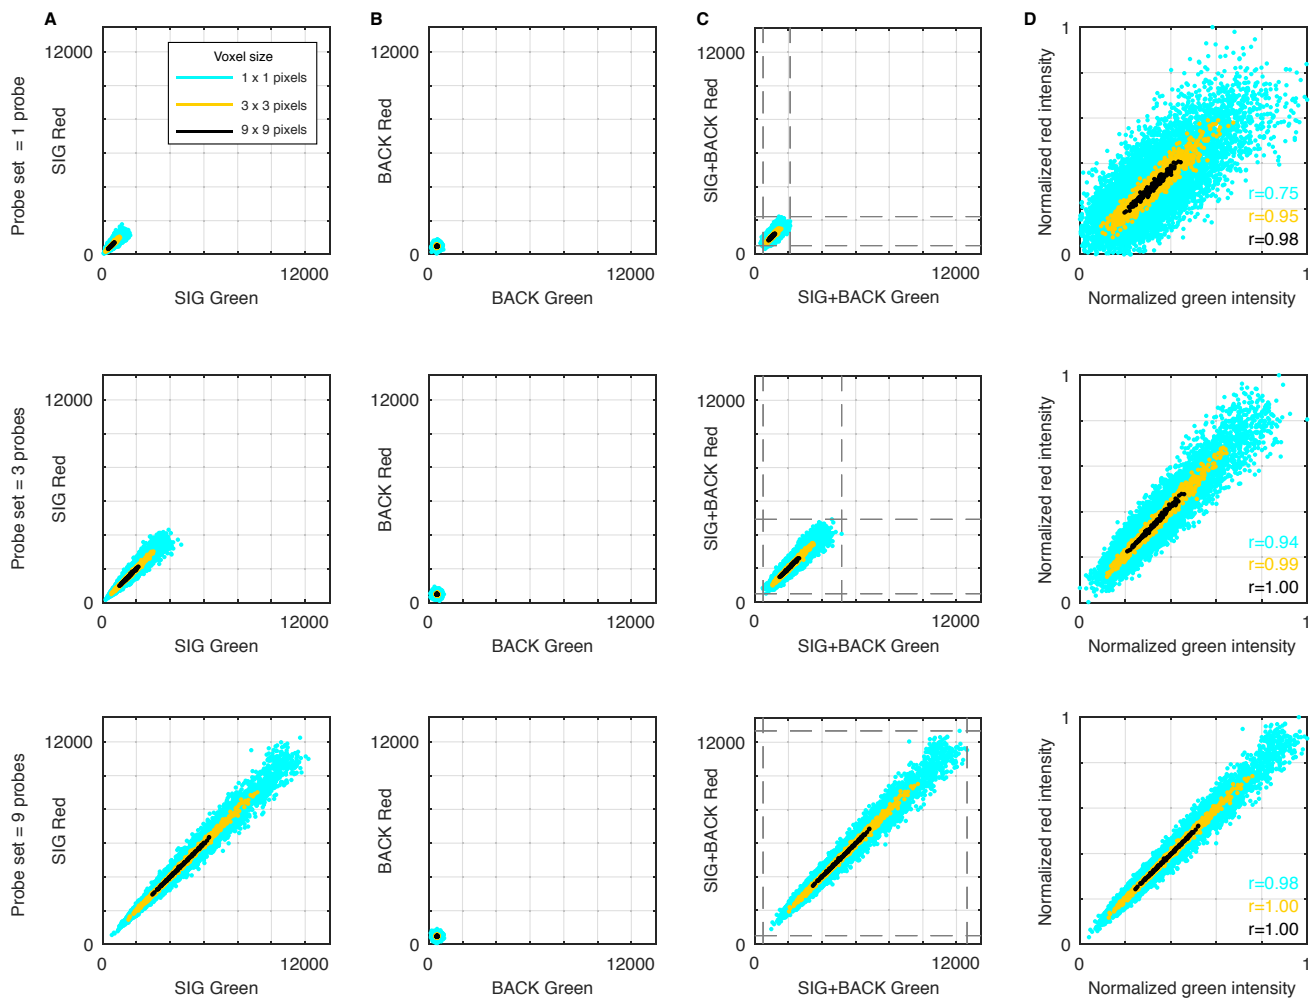 A
B
C
D
Probe set = 1 probe
SIG Red
12000
0
Voxel size
1 x 1 pixels
3 x 3 pixels
9 x 9 pixels
0
12000
SIG Green
BACK Red
12000
0
0
12000
BACK Green
SIG+BACK Red
12000
0
0
12000
SIG+BACK Green
Normalized red intensity
1
0
r=0.75
r=0.95
r=0.98
0
1
Normalized green intensity
Probe set = 3 probes
SIG Red
12000
0
0
12000
SIG Green
BACK Red
12000
0
0
12000
BACK Green
SIG+BACK Red
12000
0
0
12000
SIG+BACK Green
Normalized red intensity
1
0
r=0.94
r=0.99
r=1.00
0
1
Normalized green intensity
Probe set = 9 probes
SIG Red
12000
0
0
12000
SIG Green
BACK Red
12000
0
0
12000
BACK Green
SIG+BACK Red
12000
0
0
12000
SIG+BACK Green
Normalized red intensity
1
0
r=0.98
r=1.00
r=1.00
0
1
Normalized green intensity